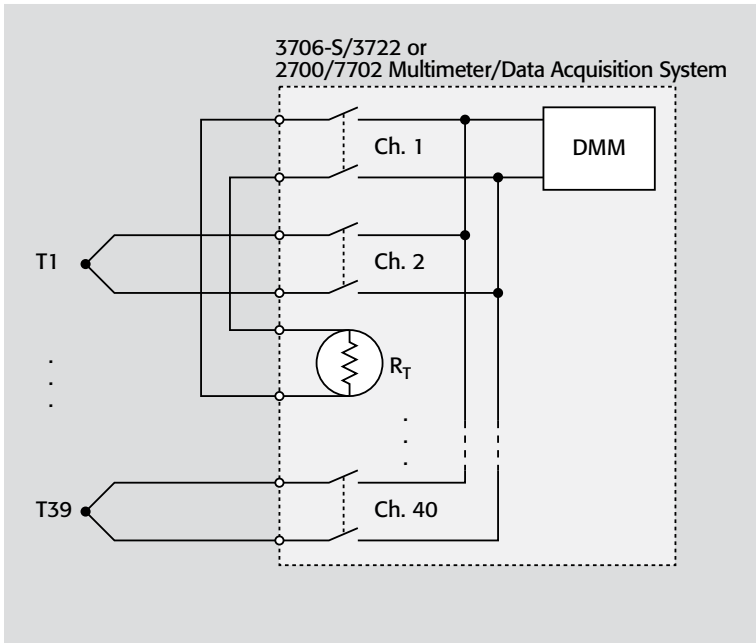 3706-S/3722 or
2700/7702 Multimeter/Data Acquisition System
Ch. 1
DMM
T1
Ch. 2
RT
T39
Ch. 40